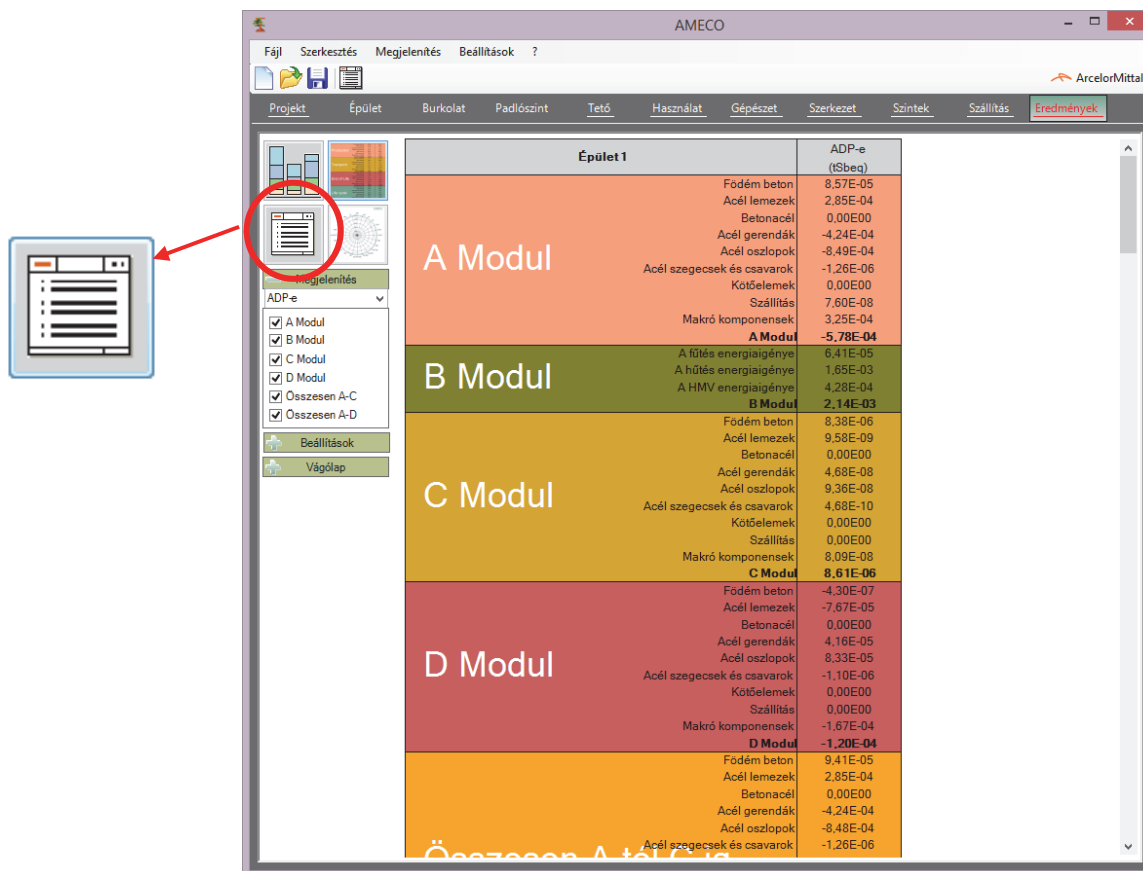 AMECO
Fájl Szerkesztés Megjelenítés Beállítások ?
ArcelorMittal
Projekt Épület Burkolat Padlószint Tető Használat Gépészet Szerkezet Szintek Szállítás Eredmények
Épület 1 ADP-e
(tSbeq)
Megjelenítés
ADP-e
A Modul
B Modul
C Modul
D Modul
Összesen A-C
Összesen A-D
Beállítások
Vágólap
A Modul
Födém beton 8,57E-05
Acél lemezek 2,85E-04
Betonacél 0,00E00
Acél gerendák -4,24E-04
Acél oszlopok -8,49E-04
Acél szegecsek és csavarok -1,26E-06
Kötőelemek 0,00E00
Szállítás 7,60E-08
Makró komponensek 3,25E-04
A Modul -5,78E-04
B Modul
A fűtés energiaigénye 6,41E-05
A hűtés energiaigénye 1,65E-03
A HMV energiaigénye 4,28E-04
B Modul 2,14E-03
C Modul
Födém beton 8,38E-06
Acél lemezek 9,58E-09
Betonacél 0,00E00
Acél gerendák 4,68E-08
Acél oszlopok 9,36E-08
Acél szegecsek és csavarok 4,68E-10
Kötőelemek 0,00E00
Szállítás 0,00E00
Makró komponensek 8,09E-08
C Modul 8,61E-06
D Modul
Födém beton -4,30E-07
Acél lemezek -7,67E-05
Betonacél 0,00E00
Acél gerendák 4,16E-05
Acél oszlopok 8,33E-05
Acél szegecsek és csavarok -1,10E-06
Kötőelemek 0,00E00
Szállítás 0,00E00
Makró komponensek -1,67E-04
D Modul -1,20E-04
Födém beton 9,41E-05
Acél lemezek 2,85E-04
Betonacél 0,00E00
Acél gerendák -4,24E-04
Acél oszlopok -8,48E-04
Acél szegecsek és csavarok -1,26E-06
Összesen A-tól C-ig